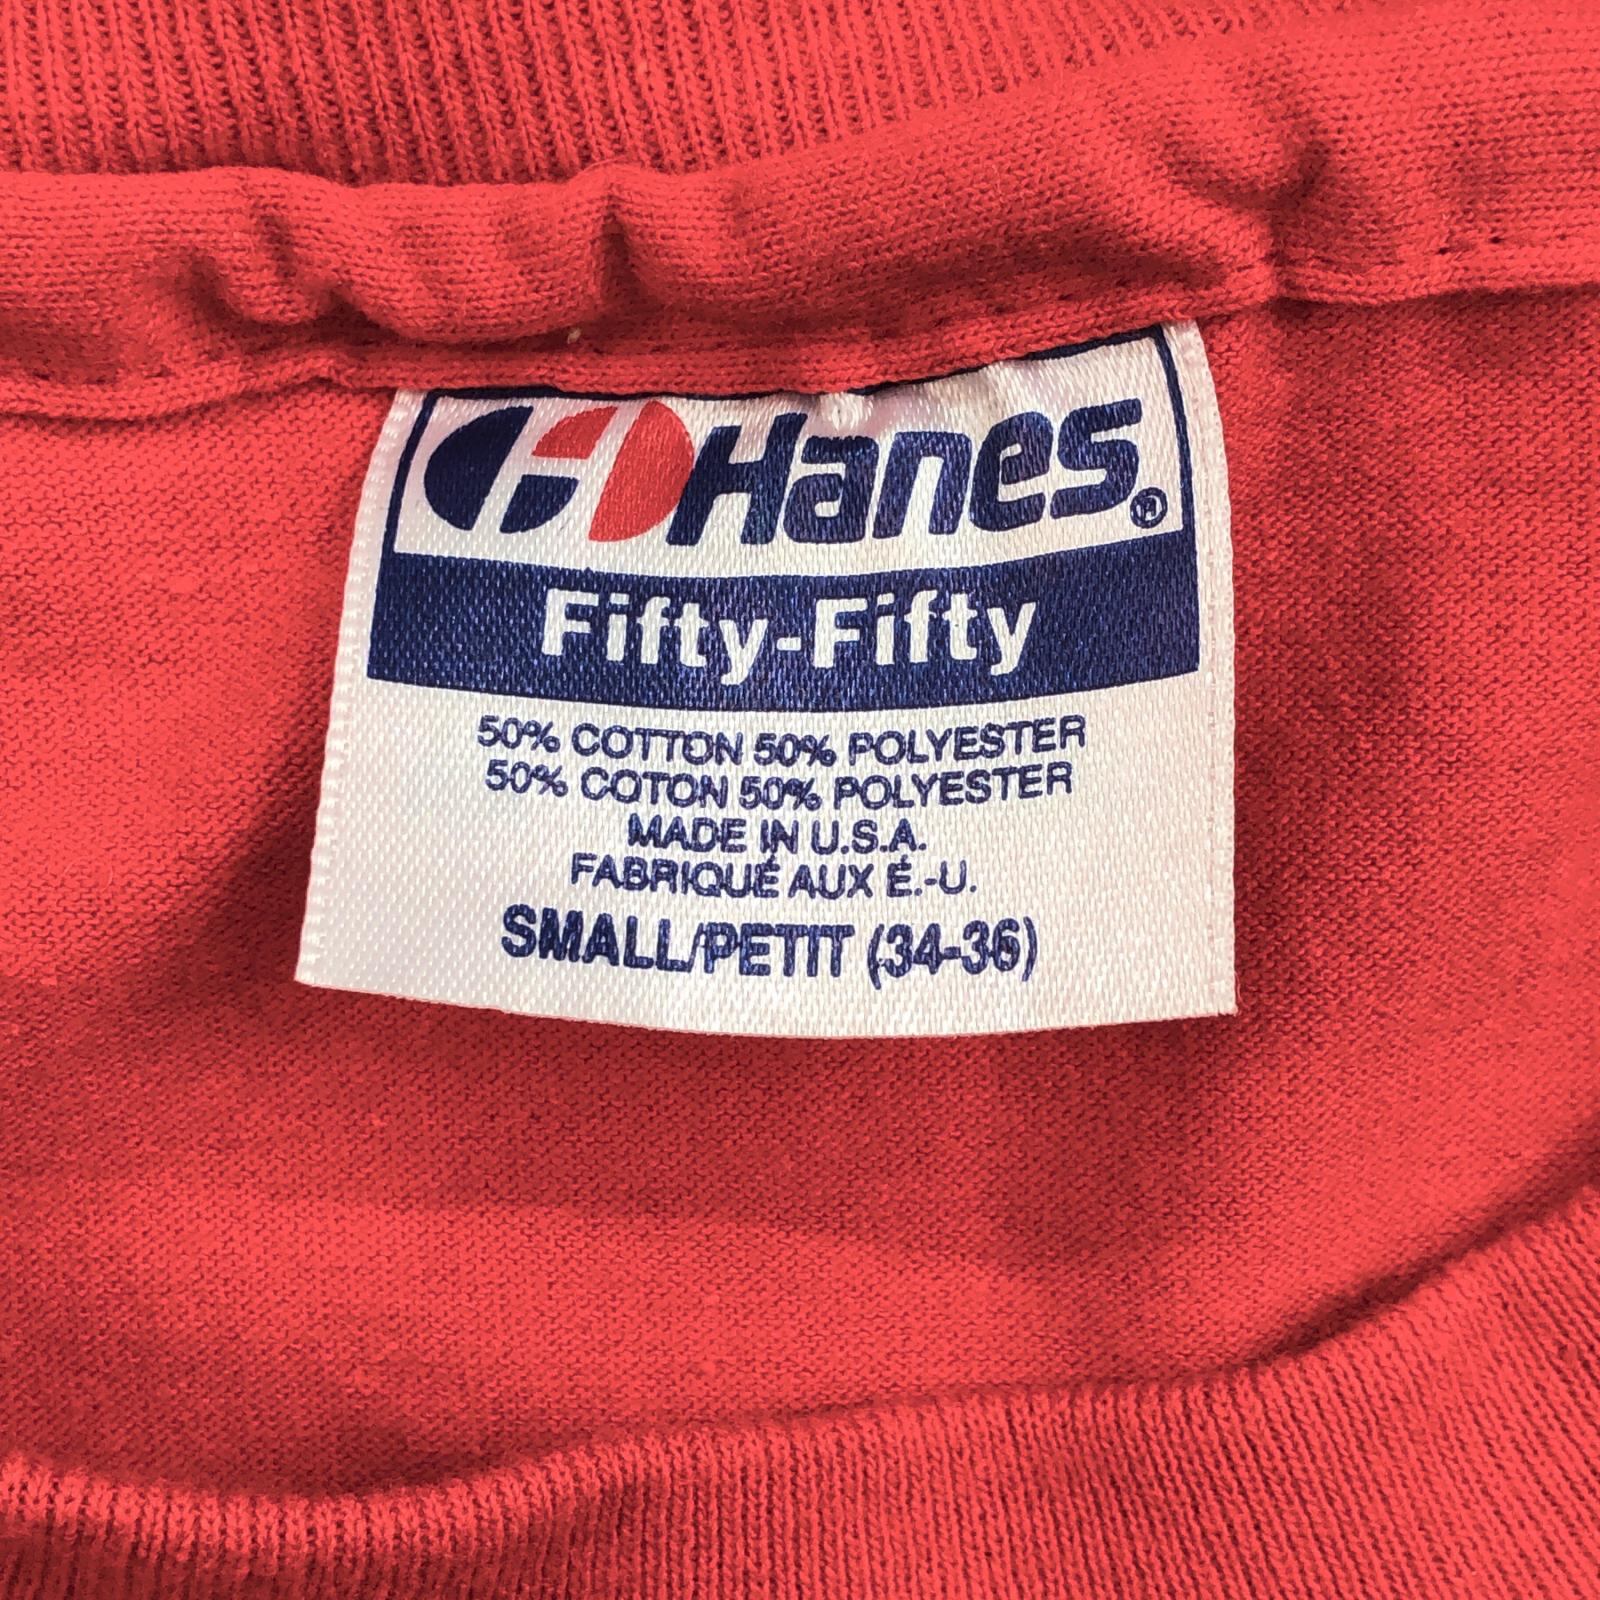 Hanes®
Fifty-Fifty
50% COTTON 50% POLYESTER
50% COTON 50% POLYESTER
MADE IN U.S.A.
FABRIQUÉ AUX É.-U.
SMALL/PETIT (34-36)